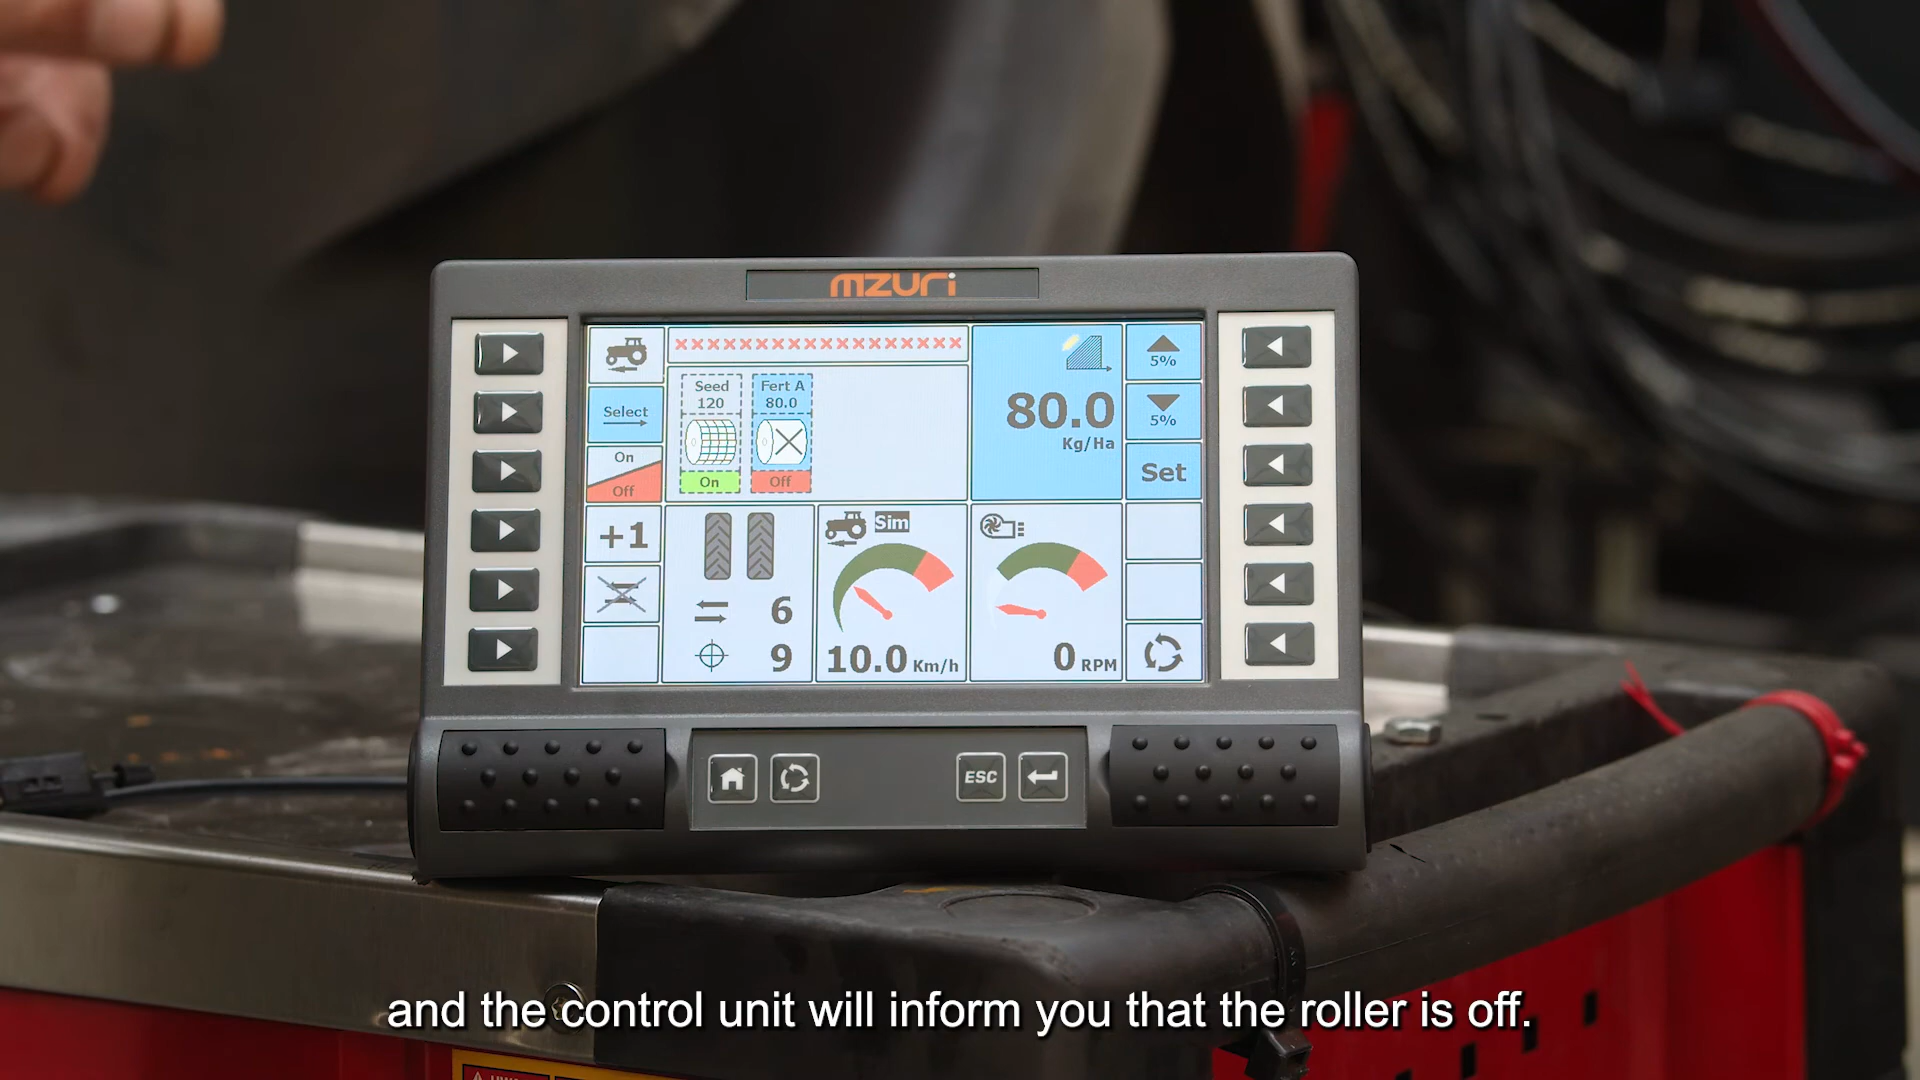 mzuri
××××××××××××××××××
Seed
120
Fert A
80.0
On
Off
Select
On
Off
+1
80.0
Kg/Ha
5%
5%
Set
6
9
Sim
10.0 Km/h
0 RPM
ESC
and the control unit will inform you that the roller is off.